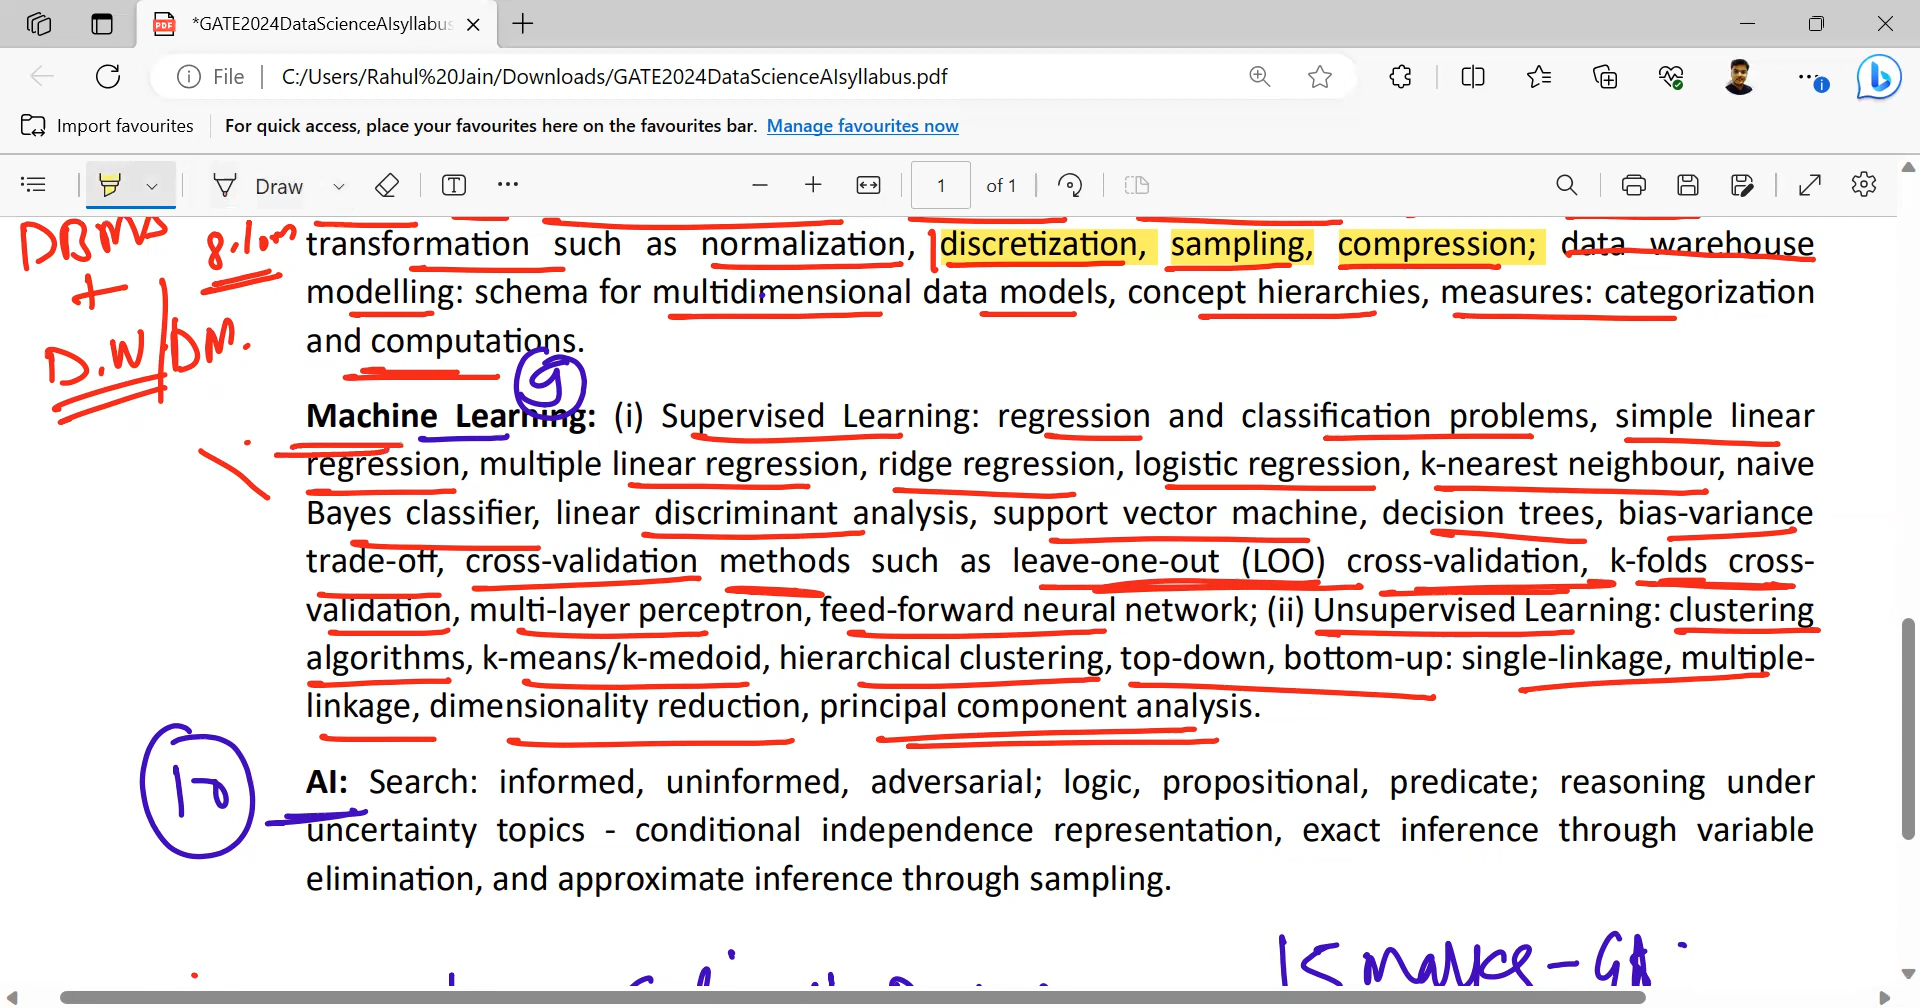 *GATE2024DataScienceAIsyllabus
File C:/Users/Rahul%20Jain/Downloads/GATE2024DataScienceAIsyllabus.pdf
Import favourites For quick access, place your favourites here on the favourites bar. Manage favourites now
Draw 1 of 1
DBMS
+
D.W/DM.
transformation such as normalization, discretization, sampling, compression; data warehouse
modelling: schema for multidimensional data models, concept hierarchies, measures: categorization
and computations.
9
Machine Learning: (i) Supervised Learning: regression and classification problems, simple linear
regression, multiple linear regression, ridge regression, logistic regression, k-nearest neighbour, naive
Bayes classifier, linear discriminant analysis, support vector machine, decision trees, bias-variance
trade-off, cross-validation methods such as leave-one-out (LOO) cross-validation, k-folds cross-
validation, multi-layer perceptron, feed-forward neural network; (ii) Unsupervised Learning: clustering
algorithms, k-means/k-medoid, hierarchical clustering, top-down, bottom-up: single-linkage, multiple-
linkage, dimensionality reduction, principal component analysis.
10
AI: Search: informed, uninformed, adversarial; logic, propositional, predicate; reasoning under
uncertainty topics - conditional independence representation, exact inference through variable
elimination, and approximate inference through sampling.
marks - GA